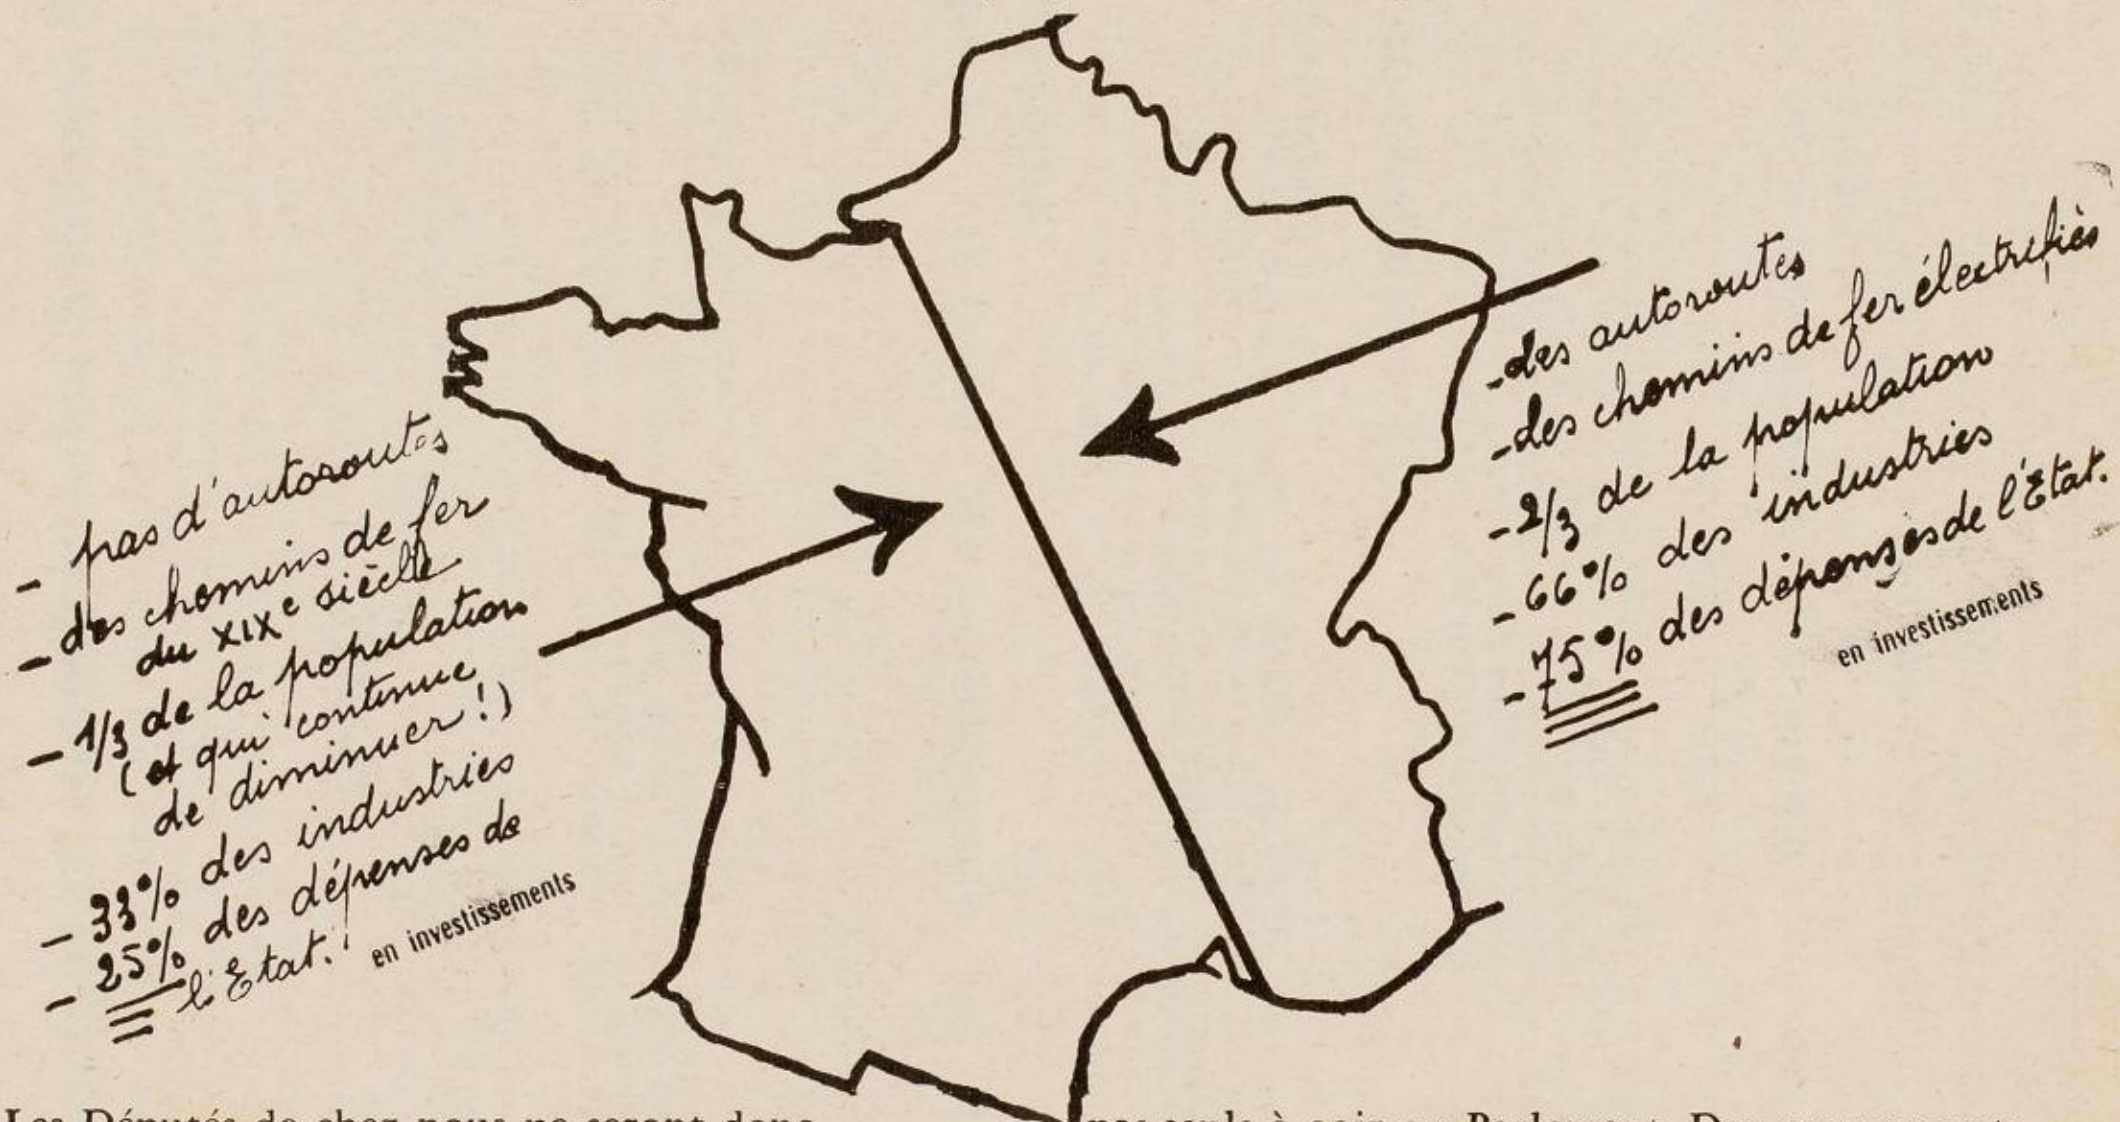 - pas d'autoroutes
- des chemins de fer
du XIXe siècle
- 1/3 de la population
(et qui continue
de diminuer !)
- 33% des industries
- 25% des dépenses de
l'Etat.
en investissements
- des autoroutes
- des chemins de fer électrifiés
- 2/3 de la population
- 66% des industries
- 75% des dépenses de l'Etat.
en investissements
Les Députés de chez nous ne seront donc
pas seuls à agir au Parlement.